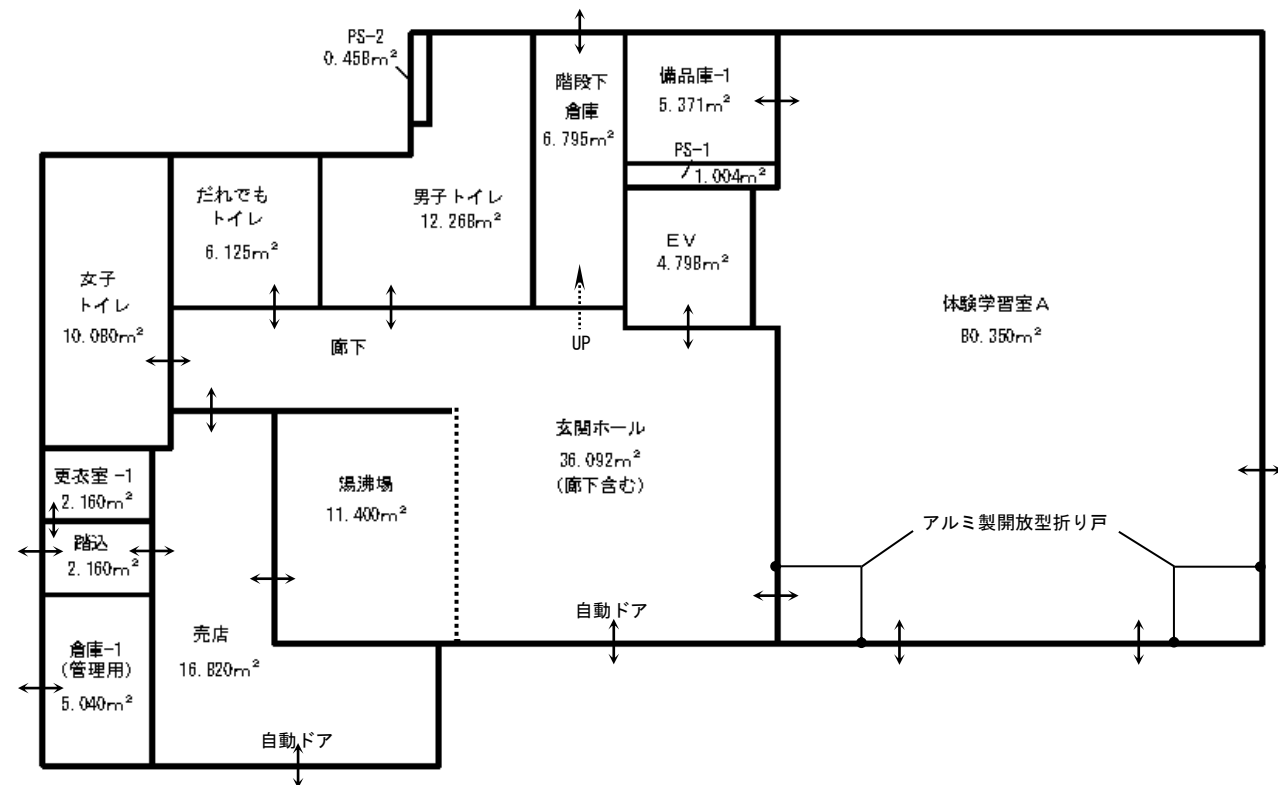 PS-2
0.458m²
階段下
倉庫
6.795m²
備品庫-1
5.371m²
PS-1
1.004m²
だれでも
トイレ
6.125m²
男子トイレ
12.268m²
EV
4.798m²
女子
トイレ
10.080m²
体験学習室A
80.350m²
廊下
UP
玄関ホール
36.092m²
(廊下含む)
更衣室-1
2.160m²
湯沸場
11.400m²
踏込
2.160m²
アルミ製開放型折り戸
自動ドア
売店
16.820m²
倉庫-1
(管理用)
5.040m²
自動ドア